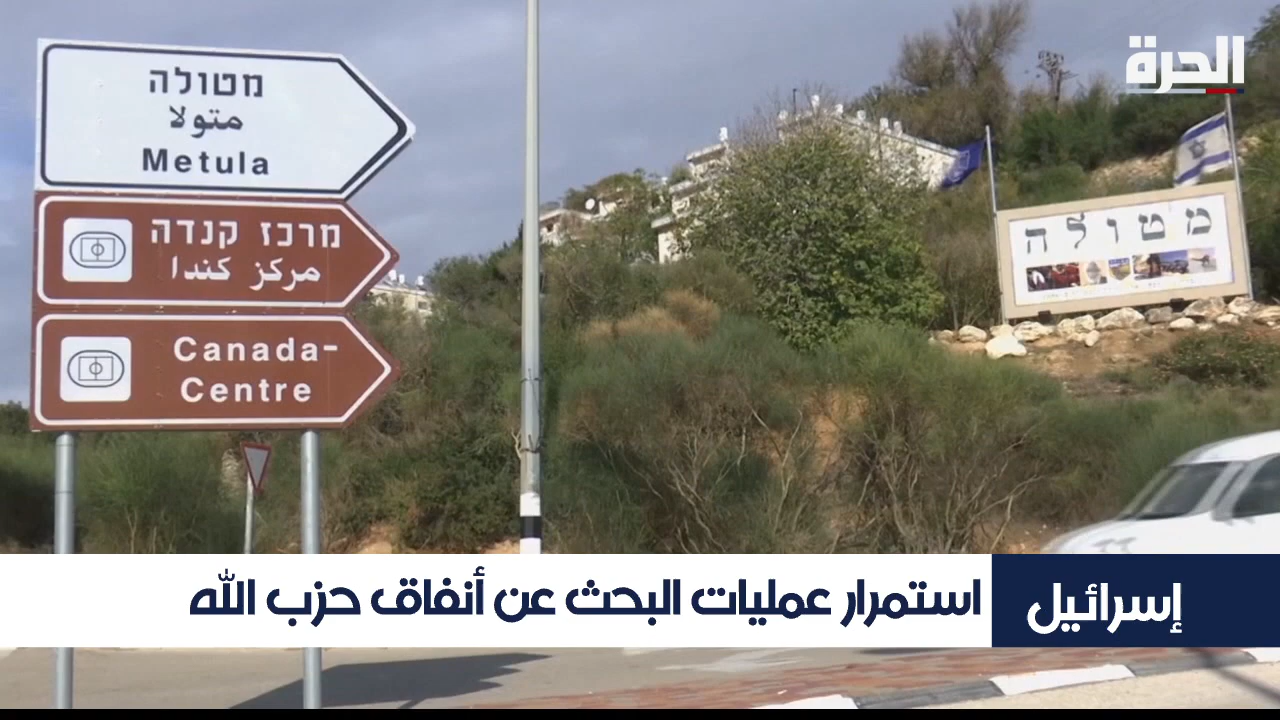 الحرة
מטולה
متولا
Metula
מרכז קנדה
مركز كندا
Canada-
Centre
מטולה
إسرائيل
استمرار عمليات البحث عن أنفاق حزب الله